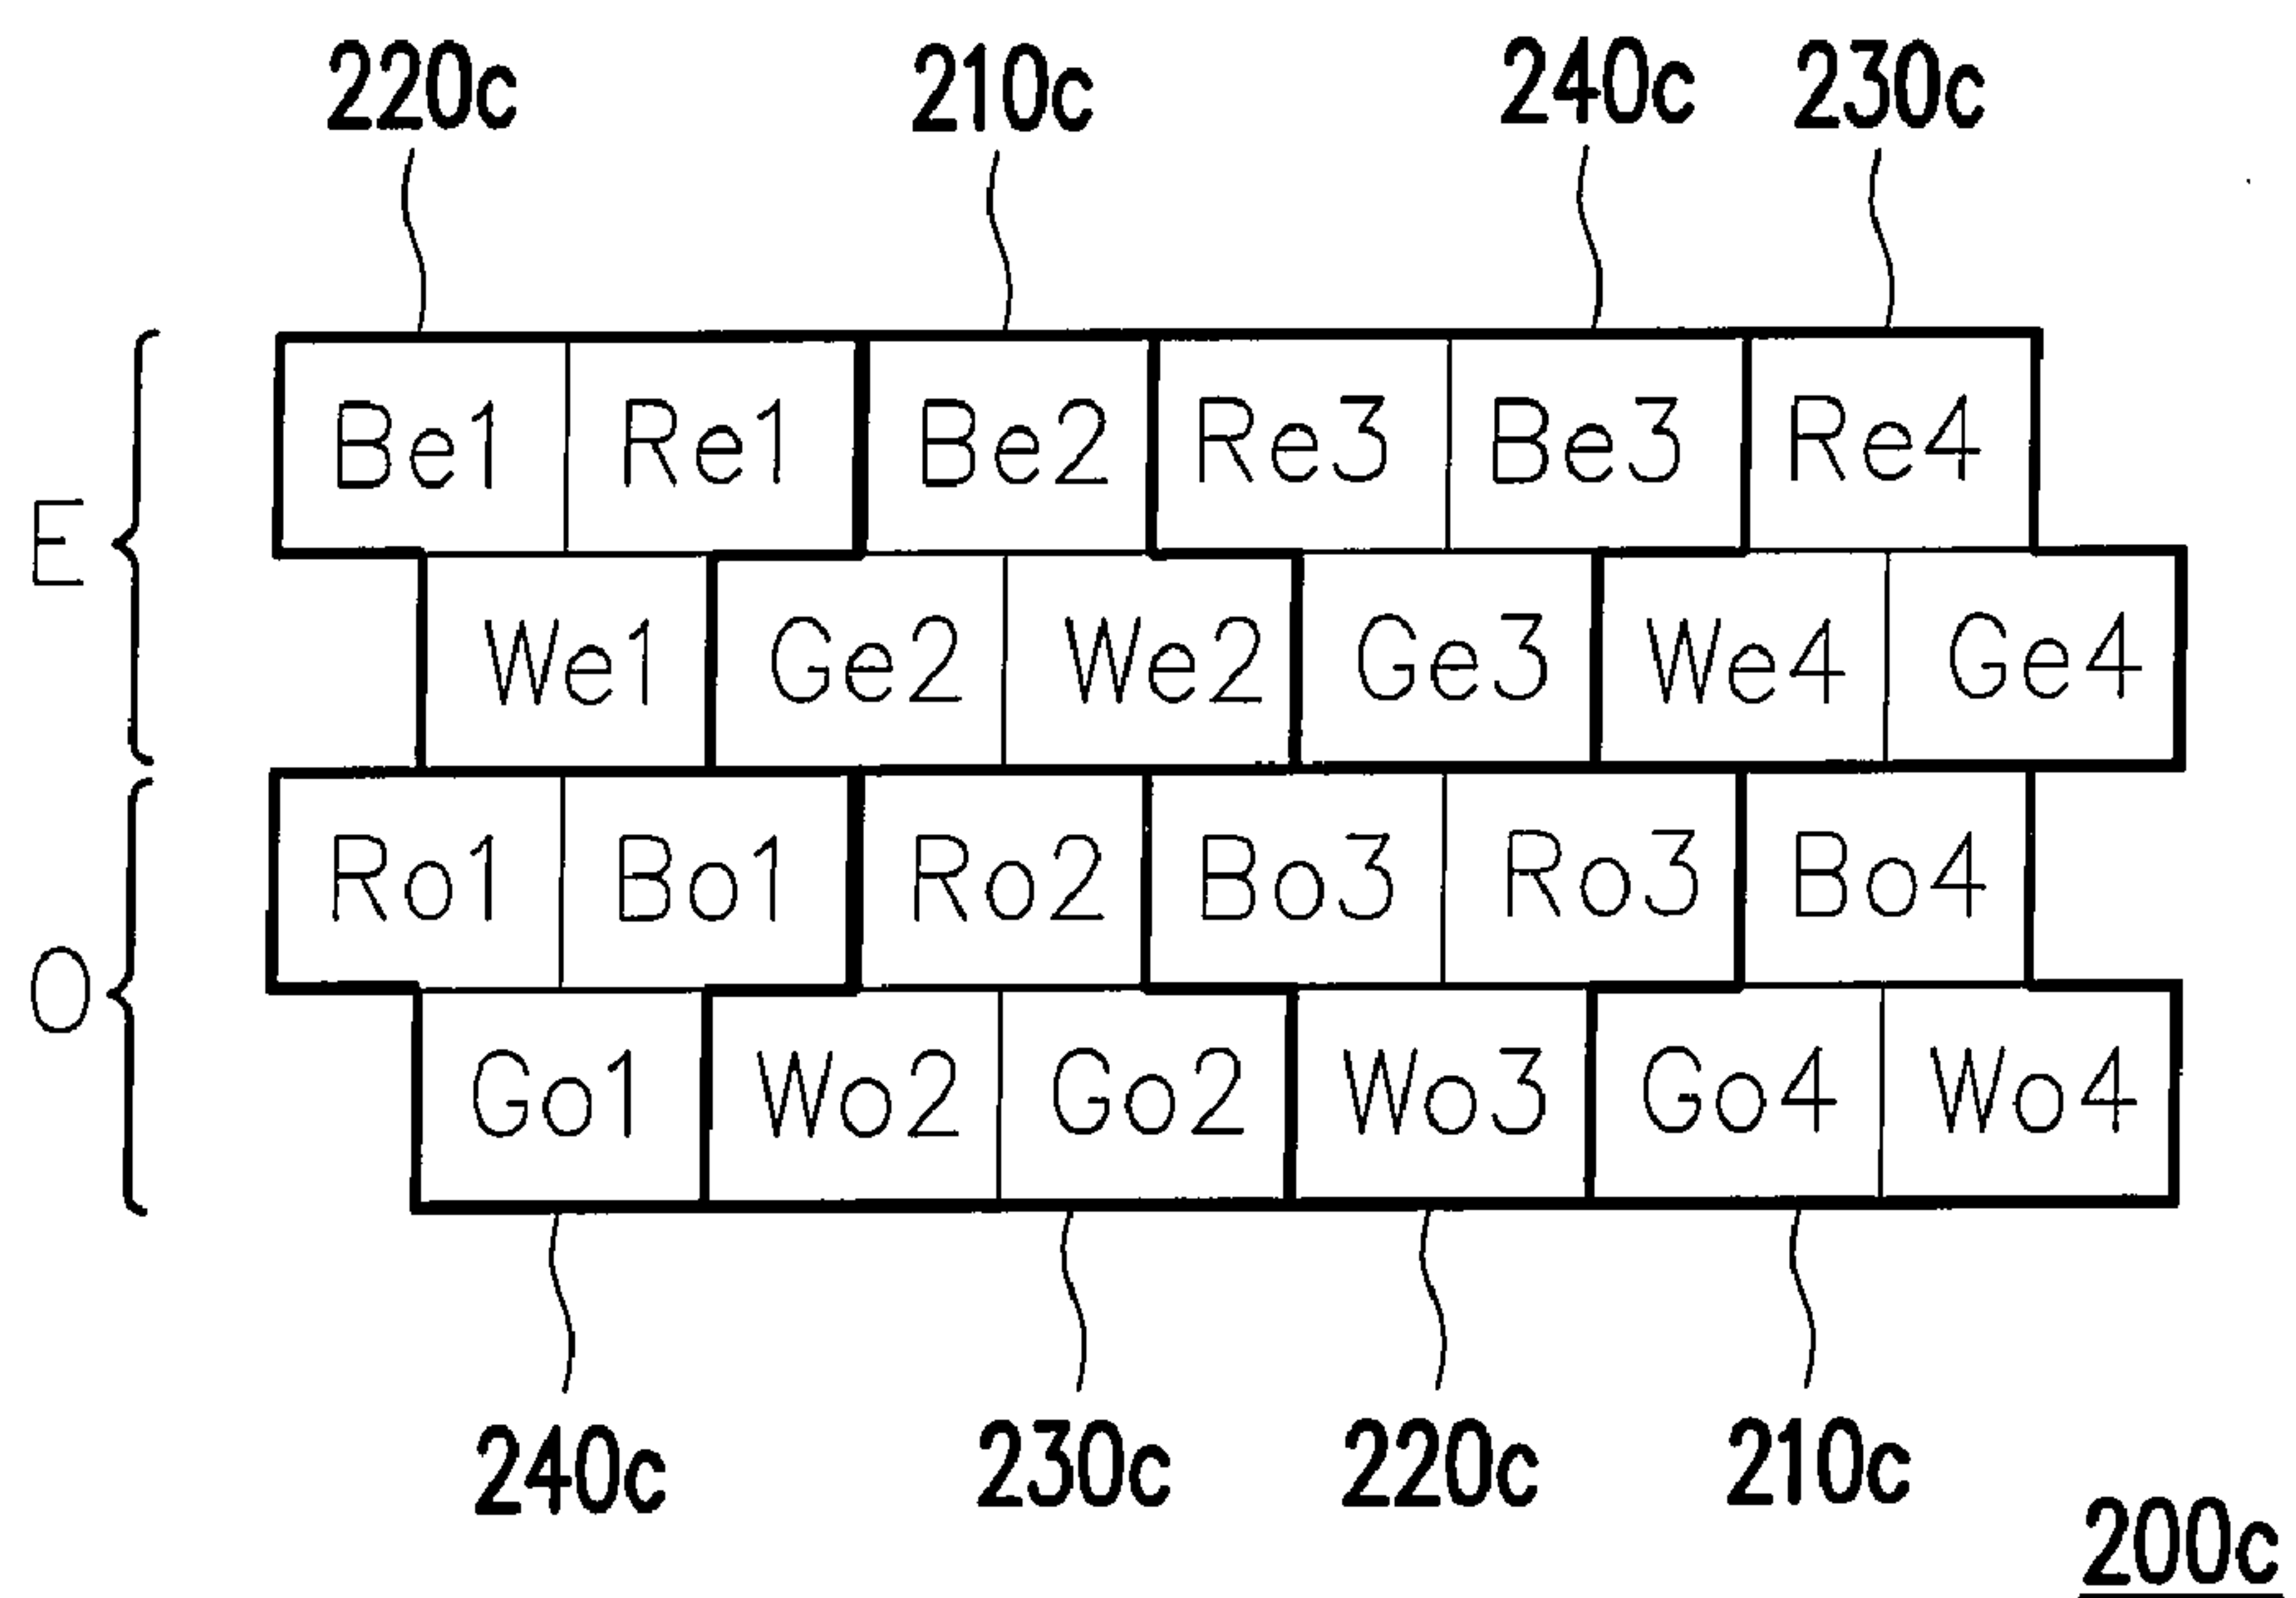 220c 210c 240c 230c
Be1 Re1 Be2 Re3 Be3 Re4
E
We1 Ge2 We2 Ge3 We4 Ge4
Ro1 Bo1 Ro2 Bo3 Ro3 Bo4
O
Go1 Wo2 Go2 Wo3 Go4 Wo4
240c 230c 220c 210c
200c